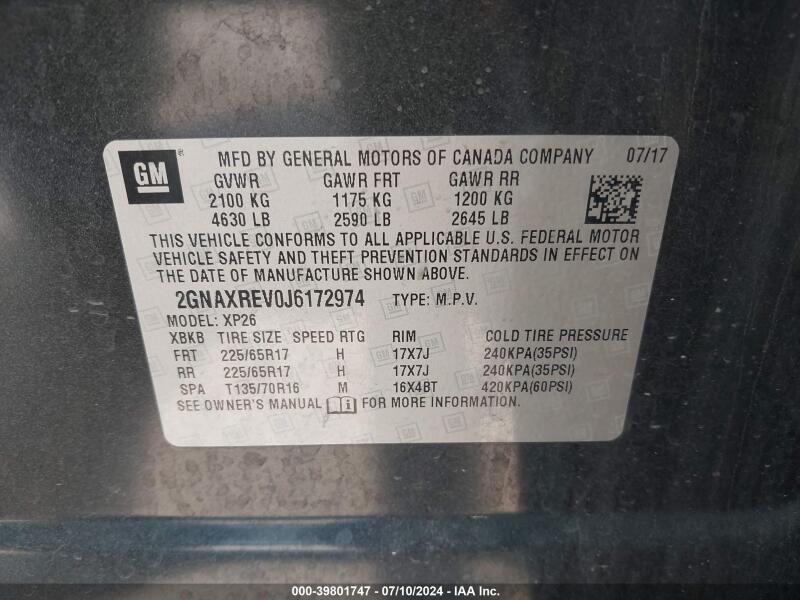 GM ® MFD BY GENERAL MOTORS OF CANADA COMPANY 07/17
GVWR GAWR FRT GAWR RR
2100 KG 1175 KG 1200 KG
4630 LB 2590 LB 2645 LB
THIS VEHICLE CONFORMS TO ALL APPLICABLE U.S. FEDERAL MOTOR
VEHICLE SAFETY AND THEFT PREVENTION STANDARDS IN EFFECT ON
THE DATE OF MANUFACTURE SHOWN ABOVE.
2GNAXREV0J6172974 TYPE: M.P.V.
MODEL: XP26
XBKB TIRE SIZE SPEED RTG RIM COLD TIRE PRESSURE
FRT 225/65R17 H 17X7J 240KPA(35PSI)
RR 225/65R17 H 17X7J 240KPA(35PSI)
SPA T135/70R16 M 16X4BT 420KPA(60PSI)
SEE OWNER'S MANUAL i FOR MORE INFORMATION.
000-39801747 - 07/10/2024 - IAA Inc.